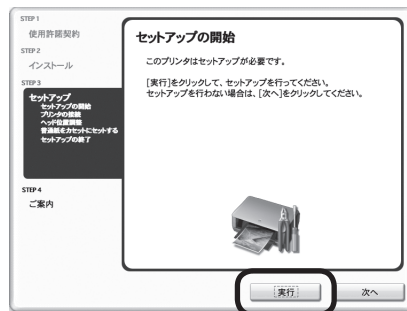 STEP 1
使用許諾契約
STEP 2
インストール
STEP 3
セットアップ
セットアップの開始
プリンタの接続
ヘッド位置調整
普通紙をカセットにセットする
セットアップの終了
STEP 4
ご案内
セットアップの開始
このプリンタはセットアップが必要です。
[実行]をクリックして、セットアップを行ってください。
セットアップを行わない場合は、[次へ]をクリックしてください。
実行
次へ